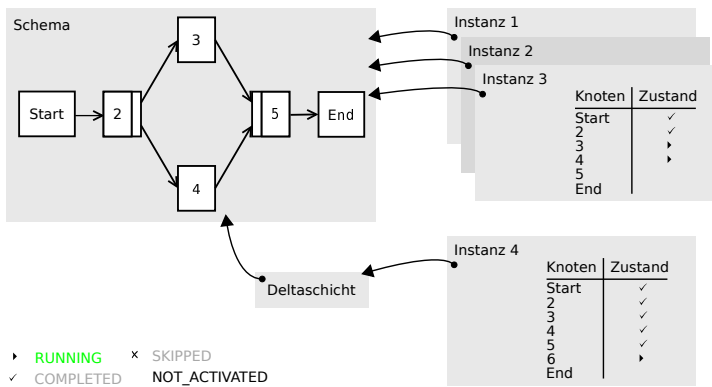 Schema
Start
2
3
4
5
End
Instanz 1
Instanz 2
Instanz 3
Knoten Zustand
Start ✓
2 ✓
3
4
5
End
Deltaschicht
Instanz 4
Knoten Zustand
Start ✓
2 ✓
3 ✓
4 ✓
5 ✓
6
End
RUNNING
SKIPPED
COMPLETED
NOT_ACTIVATED